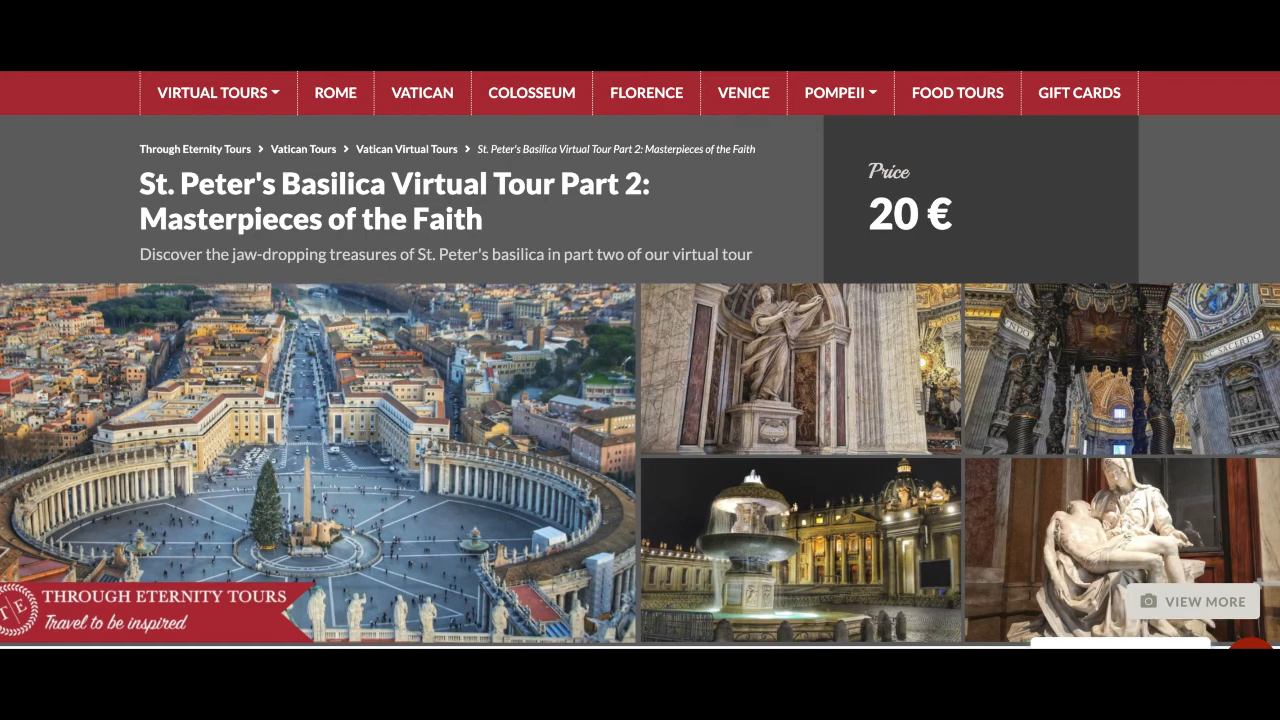 VIRTUAL TOURS ROME VATICAN COLOSSEUM FLORENCE VENICE POMPEII FOOD TOURS GIFT CARDS
Through Eternity Tours > Vatican Tours > Vatican Virtual Tours > St. Peter's Basilica Virtual Tour Part 2: Masterpieces of the Faith
St. Peter's Basilica Virtual Tour Part 2:
Masterpieces of the Faith
Discover the jaw-dropping treasures of St. Peter's basilica in part two of our virtual tour
Price
20 €
NC SACERDO
THROUGH ETERNITY TOURS
Travel to be inspired
TE
VIEW MORE